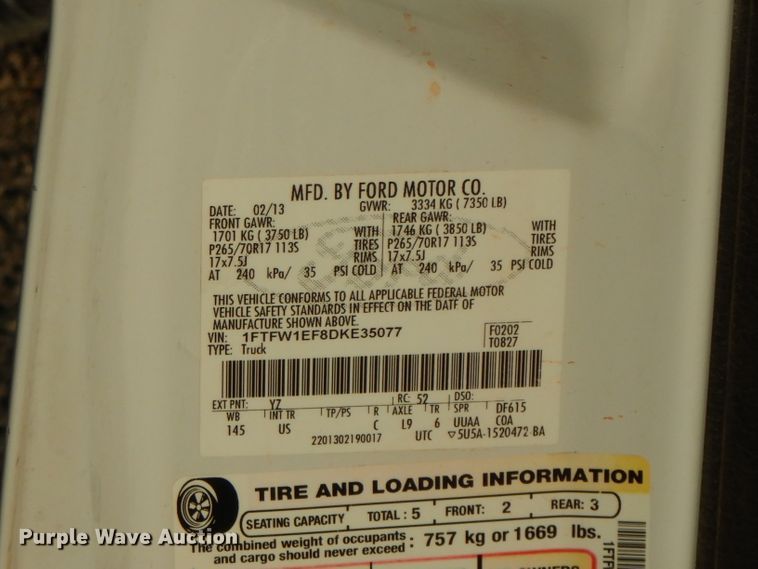 MFD. BY FORD MOTOR CO.
DATE: 02/13 GVWR: 3334 KG ( 7350 LB)
FRONT GAWR: REAR GAWR:
1701 KG ( 3750 LB) WITH 1746 KG ( 3850 LB) WITH
P265/70R17 113S TIRES P265/70R17 113S TIRES
17x7.5J RIMS 17x7.5J RIMS
AT 240 kPa/ 35 PSI COLD AT 240 kPa/ 35 PSI COLD
THIS VEHICLE CONFORMS TO ALL APPLICABLE FEDERAL MOTOR
VEHICLE SAFETY STANDARDS IN EFFECT ON THE DATE OF
MANUFACTURE SHOWN ABOVE.
VIN: 1FTFW1EF8DKE35077 F0202
TYPE: Truck T0827
EXT PNT: YZ RC: 52 DSO:
WB INT TR TP/PS R AXLE TR SPR DF615
145 US C L9 6 UUAA COA
2201302190017 UTC ▽5U5A-1520472-BA
TIRE AND LOADING INFORMATION
SEATING CAPACITY TOTAL : 5 FRONT: 2 REAR: 3
The combined weight of occupants and cargo should never exceed : 757 kg or 1669 lbs.
Purple Wave Auction